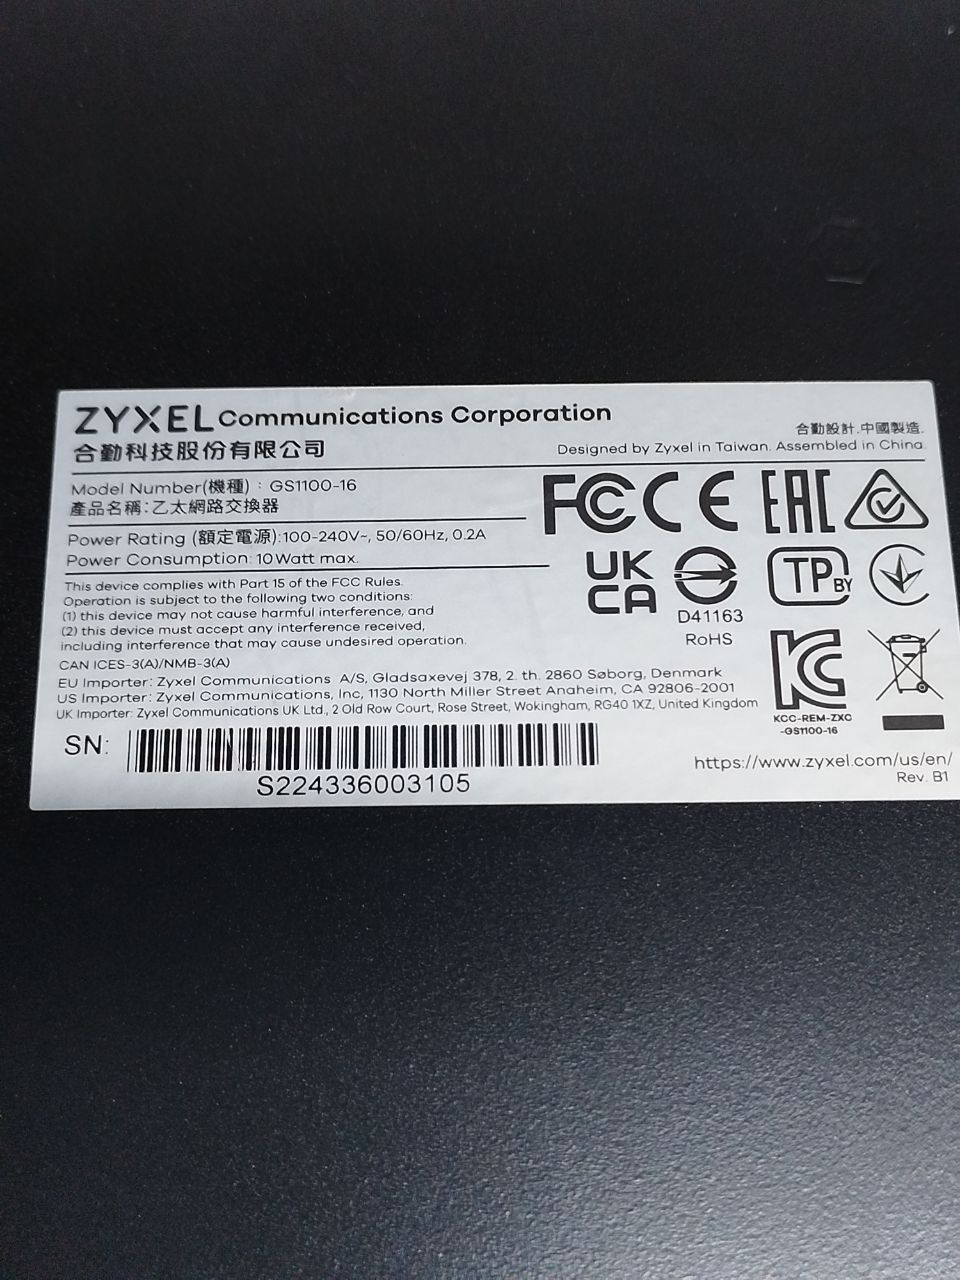 ZYXEL Communications Corporation
合勤科技股份有限公司
合勤設計.中國製造.
Designed by Zyxel in Taiwan. Assembled in China.
Model Number(機種) : GS1100-16
產品名稱:乙太網路交換器
Power Rating (額定電源):100-240V~, 50/60Hz, 0.2A
Power Consumption: 10Watt max.
This device complies with Part 15 of the FCC Rules.
Operation is subject to the following two conditions:
(1) this device may not cause harmful interference, and
(2) this device must accept any interference received,
including interference that may cause undesired operation.
CAN ICES-3(A)/NMB-3(A)
EU Importer: Zyxel Communications A/S, Gladsaxevej 378, 2. th. 2860 Søborg, Denmark
US Importer: Zyxel Communications, Inc, 1130 North Miller Street Anaheim, CA 92806-2001
UK Importer: Zyxel Communications UK Ltd., 2 Old Row Court, Rose Street, Wokingham, RG40 1XZ, United Kingdom
FCC CE EAC
UK
CA
TP BY
D41163
RoHS
KC
KCC-REM-ZXC
-GS1100-16
SN:
S224336003105
https://www.zyxel.com/us/en/
Rev. B1